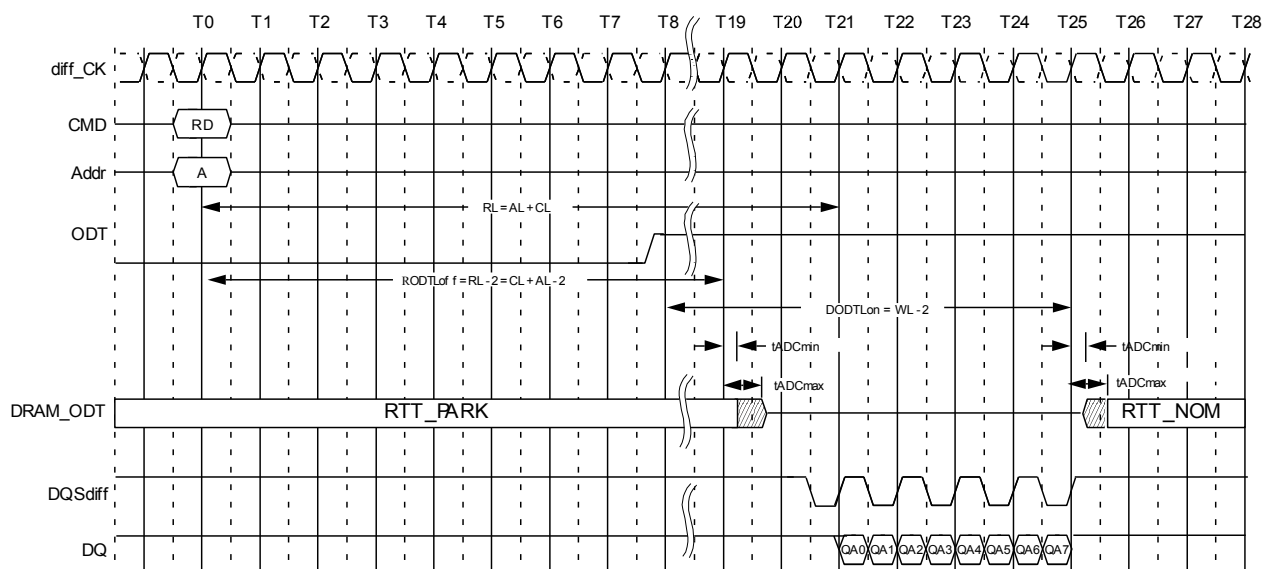 T0 T1 T2 T3 T4 T5 T6 T7 T8 T19 T20 T21 T22 T23 T24 T25 T26 T27 T28
diff_CK
CMD RD
Addr A
RL = AL + CL
ODT
RODTLoff = RL - 2 = CL + AL - 2
DODTLon = WL - 2
tADCmin tADCmin
tADCmax tADCmax
DRAM_ODT RTT_PARK RTT_NOM
DQSdiff
DQ QA0 QA1 QA2 QA3 QA4 QA5 QA6 QA7